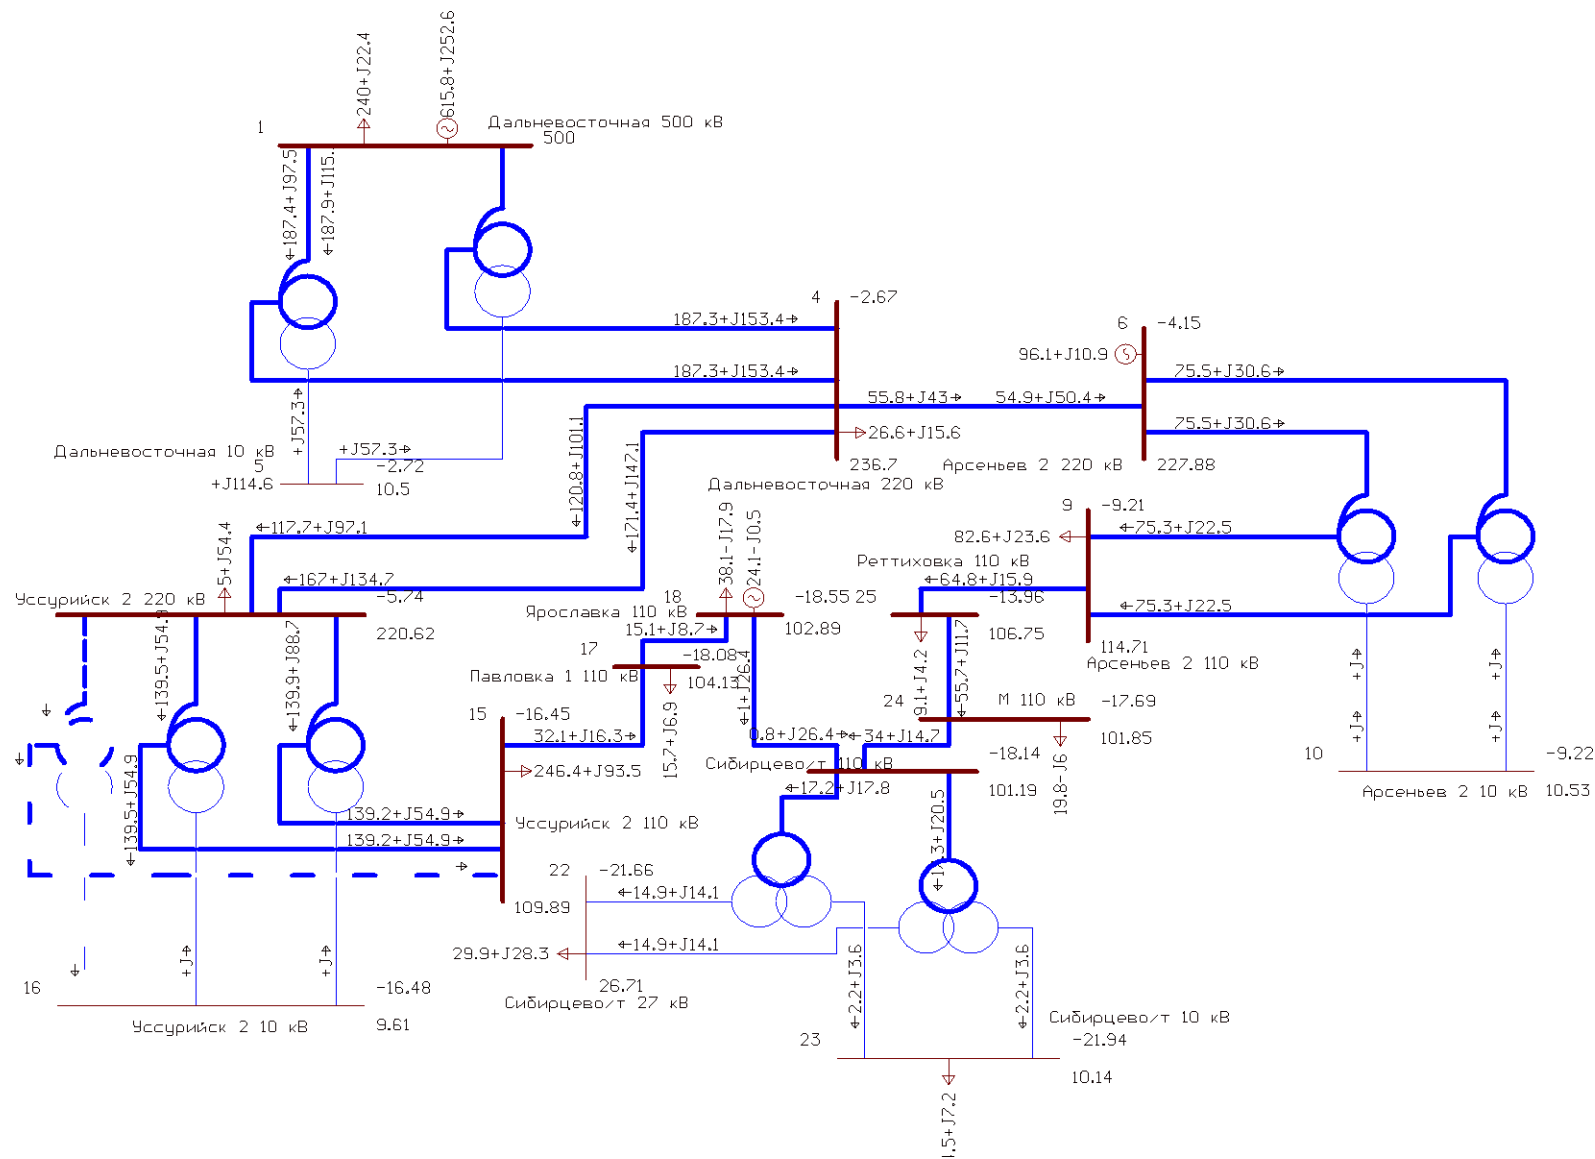 240+J22.4
615.8+J252.6
1
Дальневосточная 500 кВ
500
187.4+J97.5
187.9+J115.
4
-2.67
6
-4.15
187.3+J153.4
96.1+J10.9
187.3+J153.4
75.5+J30.6
55.8+J43
54.9+J50.4
+J57.3
75.5+J30.6
26.6+J15.6
Дальневосточная 10 кВ
+J57.3
5
-2.72
+J114.6
10.5
236.7
Арсеньев 2 220 кВ
227.88
Дальневосточная 220 кВ
120.8+J101.1
171.4+J147.1
9
-9.21
117.7+J97.1
75.3+J22.5
82.6+J23.6
5+J54.4
38.1-J17.9
24.1-J0.5
Реттиховка 110 кВ
167+J134.7
64.8+J15.9
-5.74
Уссурийск 2 220 кВ
18
-18.55
25
-13.96
Ярославка 110 кВ
75.3+J22.5
220.62
15.1+J8.7
102.89
106.75
114.71
17
-18.08
Арсеньев 2 110 кВ
Павловка 1 110 кВ
104.13
139.5+J54.9
139.9+J88.7
1+J26.4
9.1+J4.2
55.7+J11.7
+J
+J
15
-16.45
24
М 110 кВ
-17.69
32.1+J16.3
15.7+J6.9
0.8+J26.4
34+J14.7
101.85
-18.14
10
-9.22
Сибирцево/т 110 кВ
246.4+J93.5
17.2+J17.8
101.19
19.8-J6
+J
+J
Арсеньев 2 10 кВ
10.53
139.5+J54.9
139.2+J54.9
Уссурийск 2 110 кВ
139.2+J54.9
.3+J20.5
22
-21.66
14.9+J14.1
109.89
29.9+J28.3
14.9+J14.1
+J
+J
16
-16.48
26.71
Сибирцево/т 27 кВ
2.2+J3.6
2.2+J3.6
Уссурийск 2 10 кВ
9.61
Сибирцево/т 10 кВ
23
-21.94
10.14
.5+J7.2